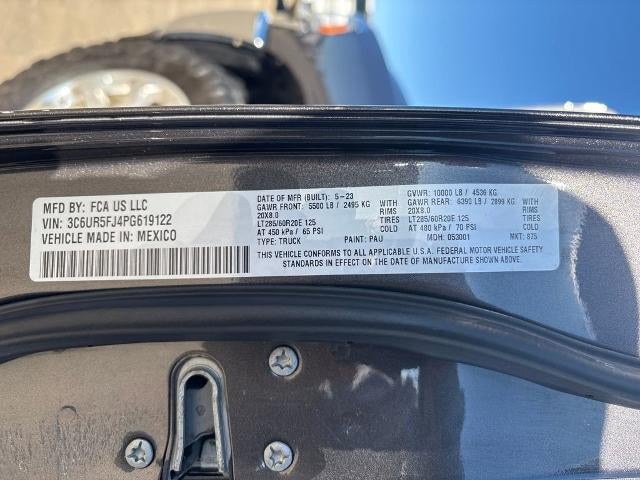 MFD BY: FCA US LLC
VIN: 3C6UR5FJ4PG619122
VEHICLE MADE IN: MEXICO
DATE OF MFR (BUILT): 5-23
GAWR FRONT: 5500 LB / 2495 KG WITH
20X8.0 RIMS
LT285/60R20E 125 TIRES
AT 450 kPa / 65 PSI COLD
TYPE: TRUCK PAINT: PAU
GVWR: 10000 LB / 4536 KG
GAWR REAR: 6390 LB / 2899 KG WITH
20X8.0 RIMS
LT285/60R20E 125 TIRES
AT 480 kPa / 70 PSI COLD
MDH: 053001 MKT: 875
THIS VEHICLE CONFORMS TO ALL APPLICABLE U.S.A. FEDERAL MOTOR VEHICLE SAFETY
STANDARDS IN EFFECT ON THE DATE OF MANUFACTURE SHOWN ABOVE.